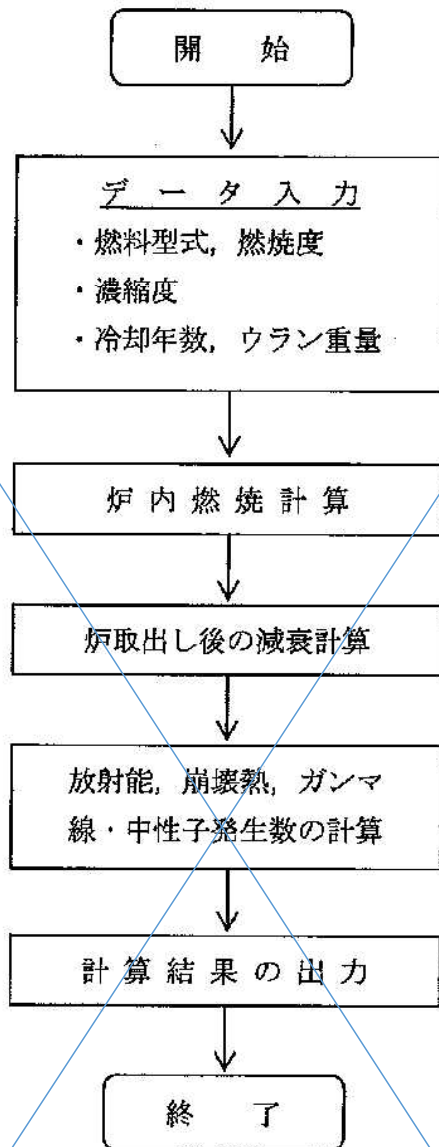 開始
データ入力
・燃料型式, 燃焼度
・濃縮度
・冷却年数, ウラン重量
炉内燃焼計算
炉取出し後の減衰計算
放射能, 崩壊熱, ガンマ
線・中性子発生数の計算
計算結果の出力
終了